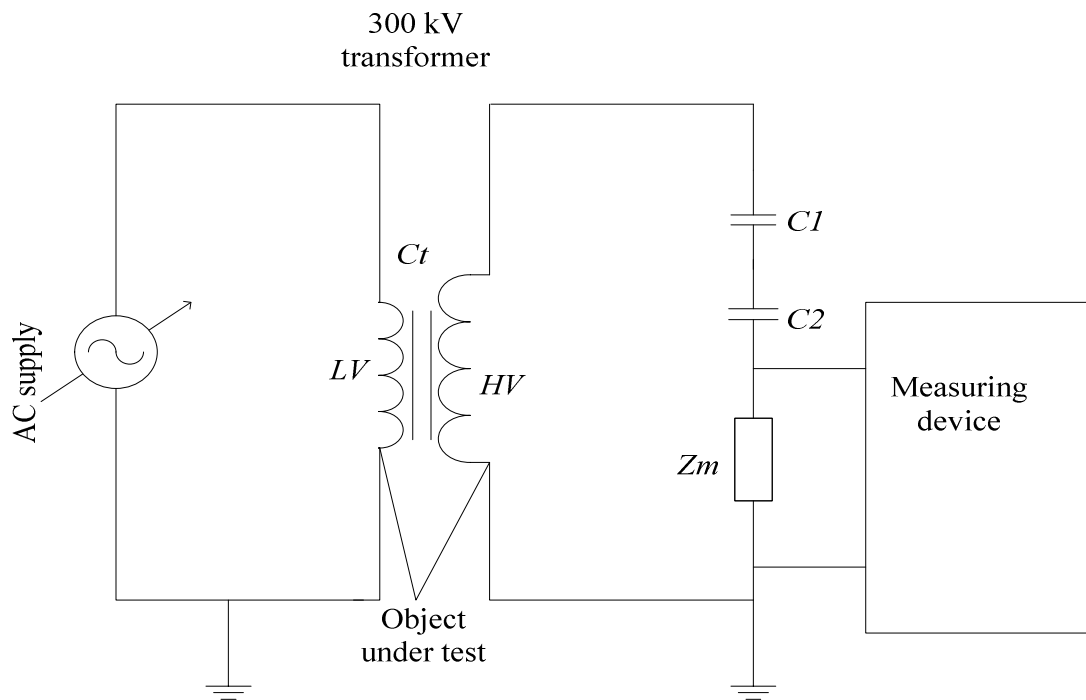 300 kV
transformer
C1
Ct
C2
AC supply
LV
HV
Measuring
device
Zm
Object
under test